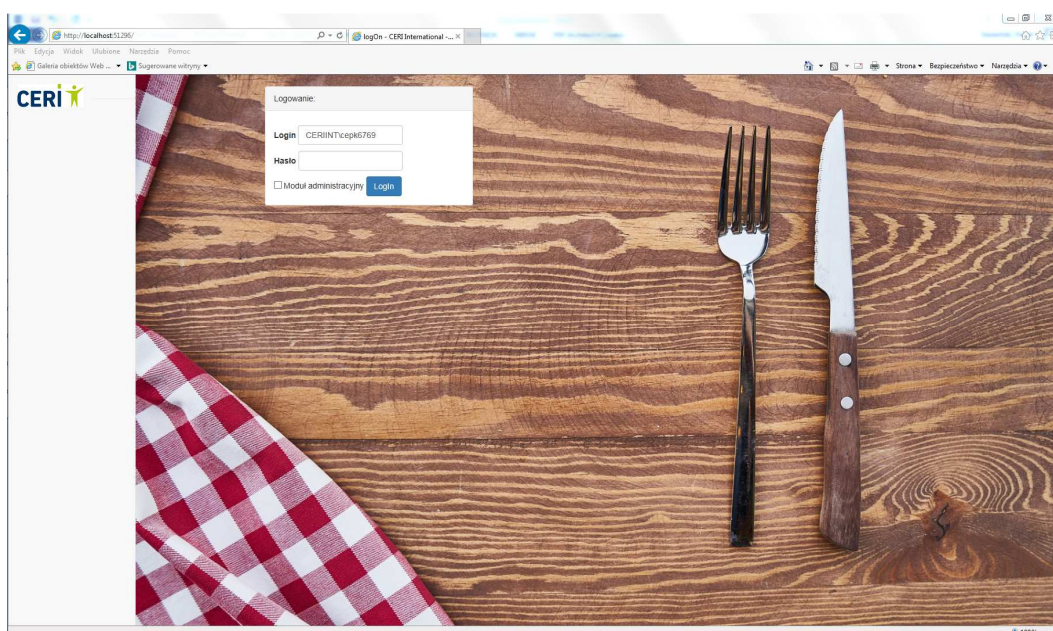 http://localhost:51296/
logOn - CERI International -...
Plik Edycja Widok Ulubione Narzędzia Pomoc
Galeria obiektów Web ... Sugerowane witryny
Strona Bezpieczeństwo Narzędzia
CERI
Logowanie:
Login CERIINT\cepk6769
Hasło
Moduł administracyjny LogIn